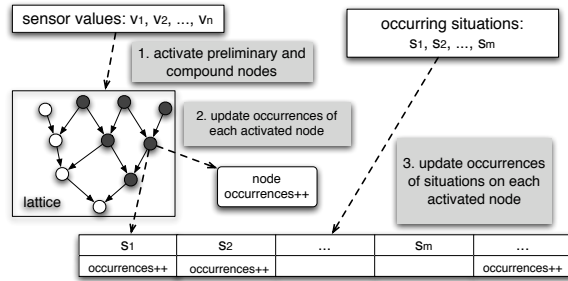 sensor values: v1, v2, ..., vn
occurring situations:
s1, s2, ..., sm
1. activate preliminary and
compound nodes
2. update occurrences of
each activated node
lattice
node
occurrences++
3. update occurrences
of situations on each
activated node
s1 s2 ... sm ...
occurrences++ occurrences++ occurrences++